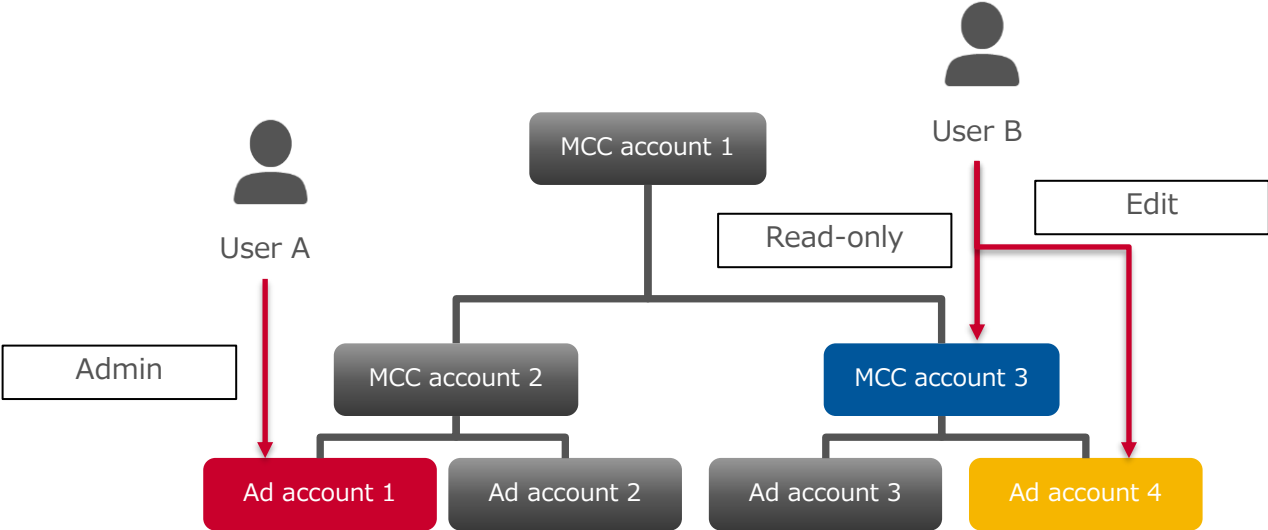 User B
MCC account 1
Edit
Read-only
User A
Admin
MCC account 2
MCC account 3
Ad account 1
Ad account 2
Ad account 3
Ad account 4